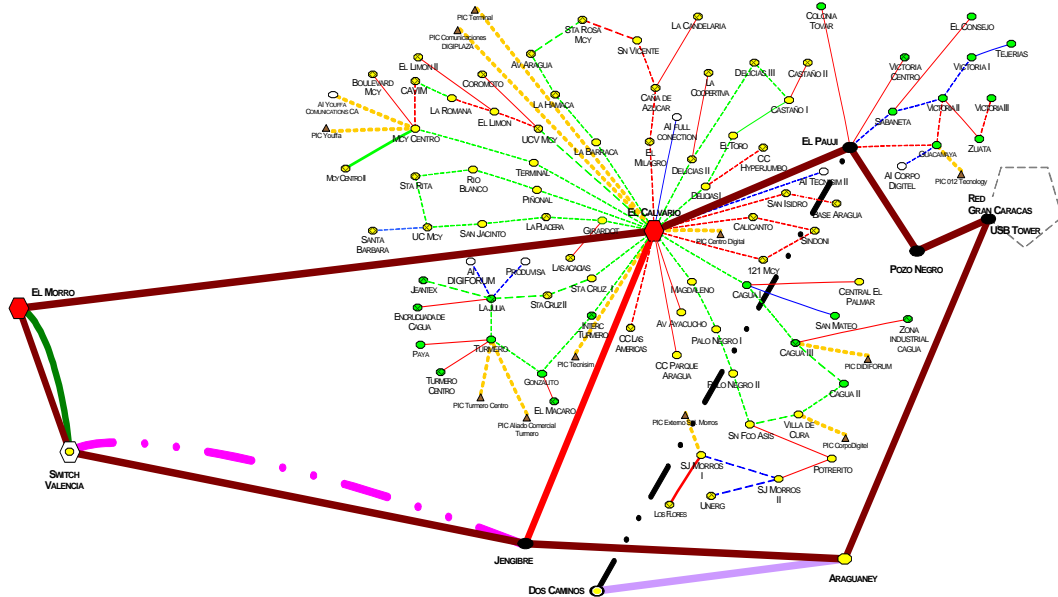 PIC Terminal
PIC Comunicaciones
DIGIPLAZA
STA ROSA
MCY
LA CANDELARIA
COLONIA
TOVAR
EL CONSEJO
SN VICENTE
AV ARAGUA
EL LIMON II
BOULEVARD
MCY
CAYIM
COROMOTO
DELICIAS III
CASTAÑO II
LA
COOPERTIVA
VICTORIA
CENTRO
VICTORIA I
TEJERIAS
AI YOUFFA
COMUNICATIONS CA
LA ROMANA
LA HAMACA
CAÑA DE
AZUCAR
CASTAÑO I
SABANETA
VICTORIA II
VICTORIA III
PIC Youffa
MCY CENTRO
EL LIMON
UCV MCY
AI FULL
CONECTION
EL TORO
EL PAUJI
ZUATA
LA BARRACA
EL
MILAGRO
DELICIAS II
CC
HYPERJUMBO
GUACAMAYA
MCY CENTRO II
TERMINAL
AI TECNISIM II
AI CORPO
DIGITEL
PIC 012 Tecnology
STA RITA
RIO
BLANCO
PIÑONAL
DELICIAS I
SAN ISIDRO
BASE ARAGUA
RED
GRAN CARACAS
USB TOWER
EL CALVARIO
SANTA
BARBARA
UC MCY
SAN JACINTO
LA PLACERA
GIRARDOT
CALICANTO
SINDONI
PIC Centro Digital
POZO NEGRO
LAS ACACIAS
121 MCY
AI
DIGIFORUM
PRUDUVISA
JEANTEX
STA CRUZ I
MAGDALENO
CAGUA I
CENTRAL EL
PALMAR
EL MORRO
LA JULIA
STA CRUZ II
ENCRUCIJADA DE
CAGUA
INTERC
TURMERO
CC LAS
AMERICAS
AV AYACUCHO
PALO NEGRO I
SAN MATEO
ZONA
INDUSTRIAL
CAGUA
PAYA
TURMERO
PIC Tecnisim
CC PARQUE
ARAGUA
CAGUA III
PIC DIDIFORUM
TURMERO
CENTRO
GONZALITO
PALO NEGRO II
CAGUA II
PIC Turmero Centro
EL MACARO
PIC Aliado Comercial
Turmero
PIC Externo S.J. Morros
SN FCO ASIS
VILLA DE
CURA
PIC CorpoDigitel
SWITCH
VALENCIA
SJ MORROS
I
POTRERITO
LOS FLORES
UNERG
SJ MORROS
II
JENGIBRE
DOS CAMINOS
ARAGUANEY